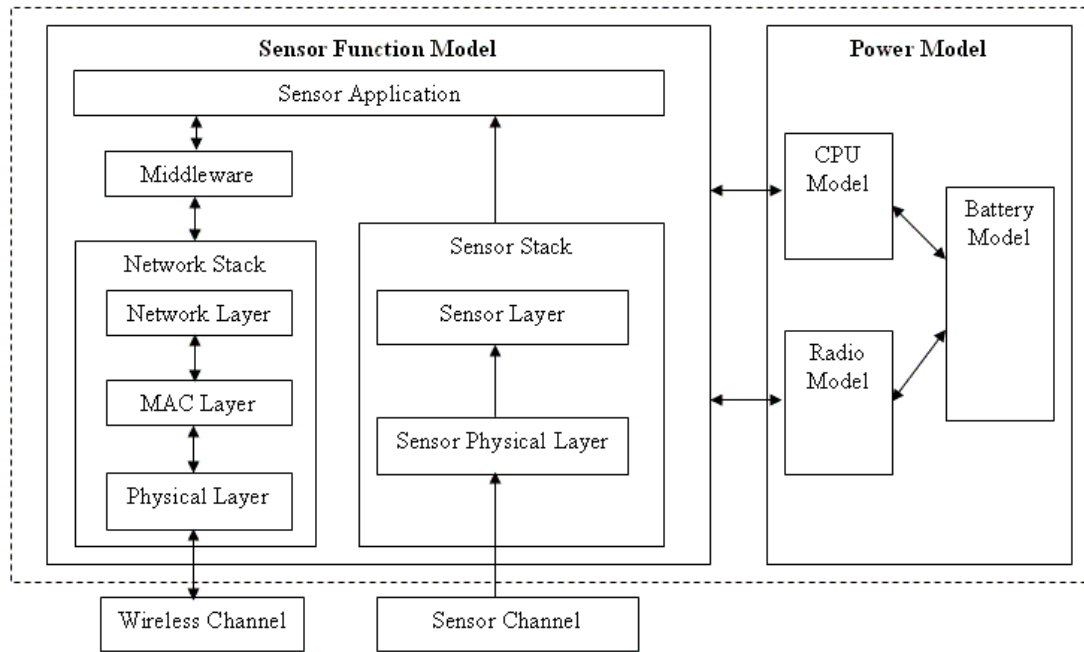 Sensor Function Model
Sensor Application
Middleware
Network Stack
Network Layer
MAC Layer
Physical Layer
Sensor Stack
Sensor Layer
Sensor Physical Layer
Power Model
CPU
Model
Radio
Model
Battery
Model
Wireless Channel
Sensor Channel